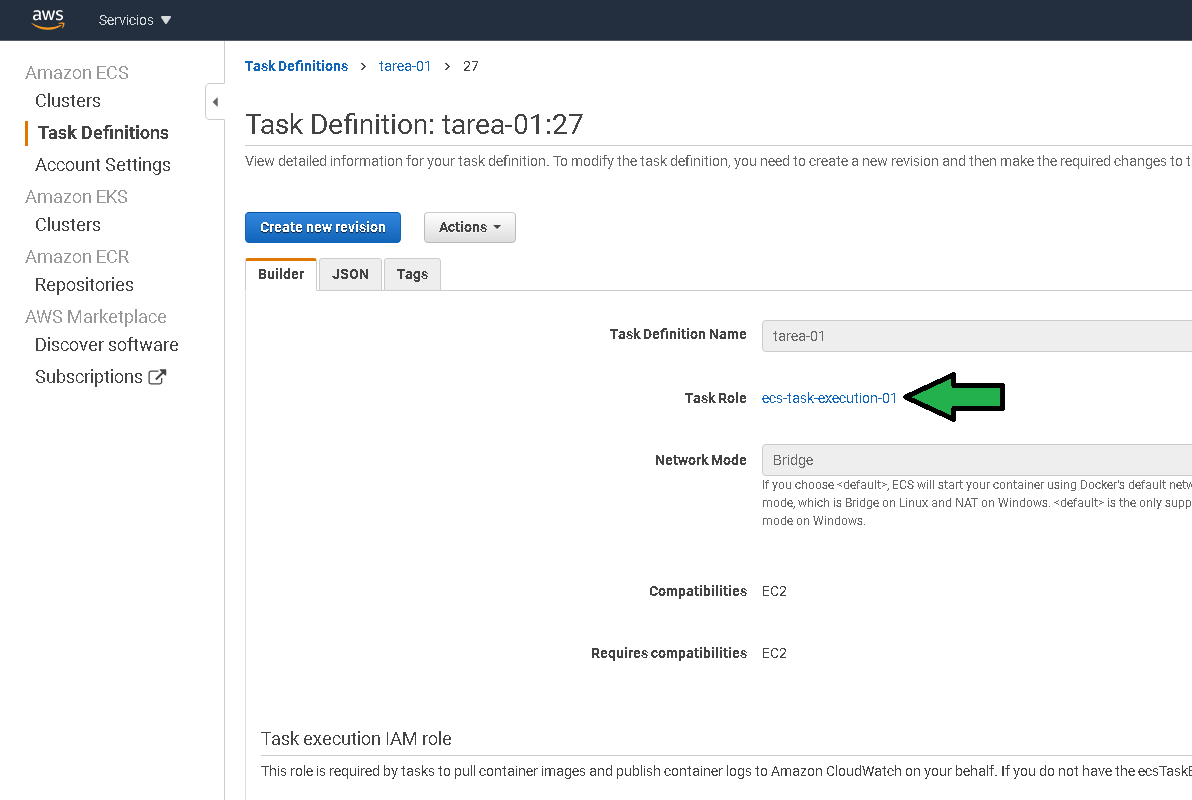 aws Servicios
Amazon ECS
Clusters
Task Definitions
Account Settings
Amazon EKS
Clusters
Amazon ECR
Repositories
AWS Marketplace
Discover software
Subscriptions
Task Definitions > tarea-01 > 27
Task Definition: tarea-01:27
View detailed information for your task definition. To modify the task definition, you need to create a new revision and then make the required changes to t
Create new revision Actions
Builder JSON Tags
Task Definition Name tarea-01
Task Role ecs-task-execution-01
Network Mode Bridge
If you choose <default>, ECS will start your container using Docker's default netw
mode, which is Bridge on Linux and NAT on Windows. <default> is the only supp
mode on Windows.
Compatibilities EC2
Requires compatibilities EC2
Task execution IAM role
This role is required by tasks to pull container images and publish container logs to Amazon CloudWatch on your behalf. If you do not have the ecsTaskE